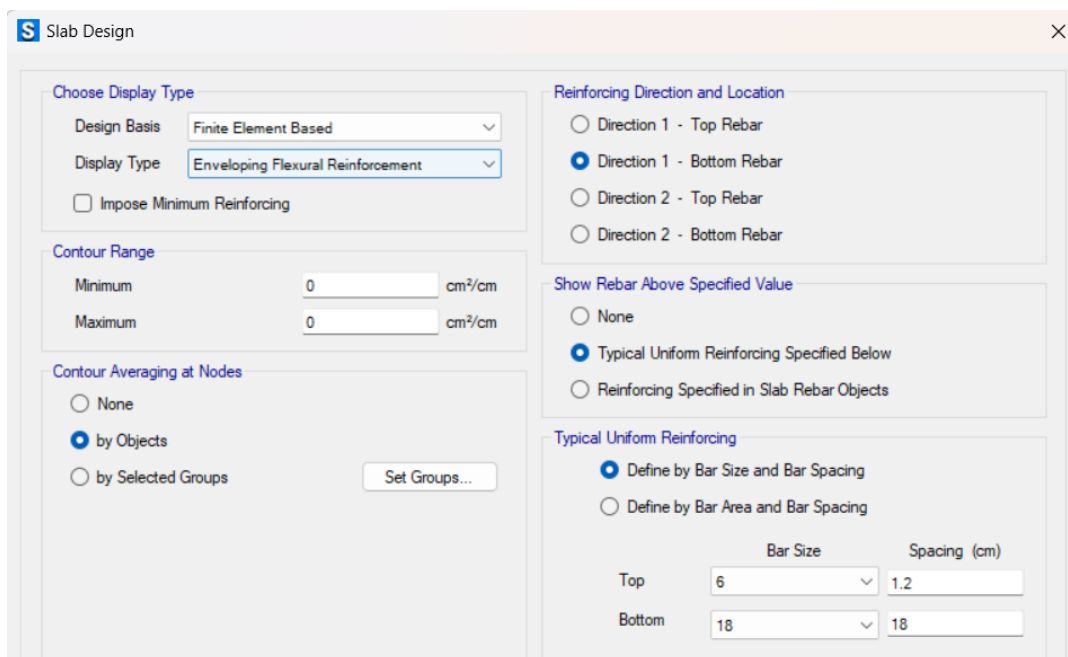 S Slab Design
Choose Display Type
Design Basis Finite Element Based
Display Type Enveloping Flexural Reinforcement
Impose Minimum Reinforcing
Contour Range
Minimum 0 cm²/cm
Maximum 0 cm²/cm
Contour Averaging at Nodes
None
by Objects
by Selected Groups Set Groups...
Reinforcing Direction and Location
Direction 1 - Top Rebar
Direction 1 - Bottom Rebar
Direction 2 - Top Rebar
Direction 2 - Bottom Rebar
Show Rebar Above Specified Value
None
Typical Uniform Reinforcing Specified Below
Reinforcing Specified in Slab Rebar Objects
Typical Uniform Reinforcing
Define by Bar Size and Bar Spacing
Define by Bar Area and Bar Spacing
Bar Size Spacing (cm)
Top 6 1.2
Bottom 18 18